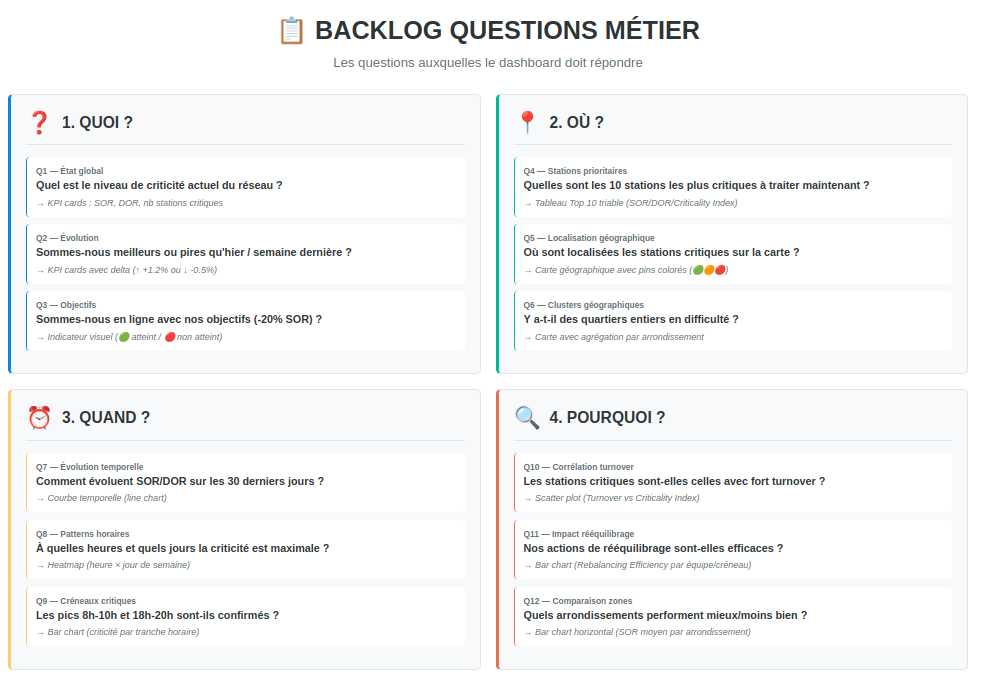 📋 BACKLOG QUESTIONS MÉTIER
Les questions auxquelles le dashboard doit répondre
❓ 1. QUOI ?
Q1 — État global
Quel est le niveau de criticité actuel du réseau ?
→ KPI cards : SOR, DOR, nb stations critiques
Q2 — Évolution
Sommes-nous meilleurs ou pires qu'hier / semaine dernière ?
→ KPI cards avec delta (↑ +1.2% ou ↓ -0.5%)
Q3 — Objectifs
Sommes-nous en ligne avec nos objectifs (-20% SOR) ?
→ Indicateur visuel (🟢 atteint / 🔴 non atteint)
📍 2. OÙ ?
Q4 — Stations prioritaires
Quelles sont les 10 stations les plus critiques à traiter maintenant ?
→ Tableau Top 10 triable (SOR/DOR/Criticality Index)
Q5 — Localisation géographique
Où sont localisées les stations critiques sur la carte ?
→ Carte géographique avec pins colorés (🟢🟠🔴)
Q6 — Clusters géographiques
Y a-t-il des quartiers entiers en difficulté ?
→ Carte avec agrégation par arrondissement
⏰ 3. QUAND ?
Q7 — Évolution temporelle
Comment évoluent SOR/DOR sur les 30 derniers jours ?
→ Courbe temporelle (line chart)
Q8 — Patterns horaires
À quelles heures et quels jours la criticité est maximale ?
→ Heatmap (heure × jour de semaine)
Q9 — Créneaux critiques
Les pics 8h-10h et 18h-20h sont-ils confirmés ?
→ Bar chart (criticité par tranche horaire)
🔍 4. POURQUOI ?
Q10 — Corrélation turnover
Les stations critiques sont-elles celles avec fort turnover ?
→ Scatter plot (Turnover vs Criticality Index)
Q11 — Impact rééquilibrage
Nos actions de rééquilibrage sont-elles efficaces ?
→ Bar chart (Rebalancing Efficiency par équipe/créneau)
Q12 — Comparaison zones
Quels arrondissements performent mieux/moins bien ?
→ Bar chart horizontal (SOR moyen par arrondissement)